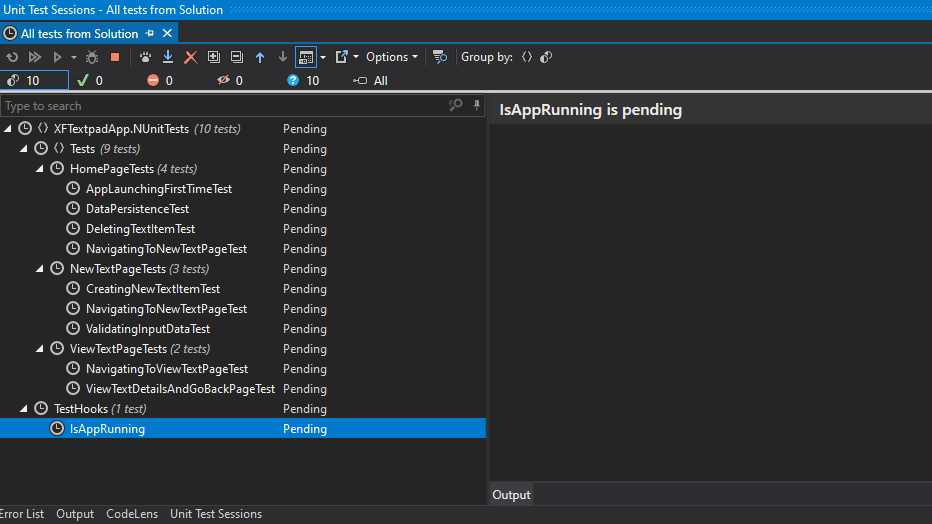 Unit Test Sessions - All tests from Solution
All tests from Solution
Options Group by:
10 0 0 0 10 All
Type to search
IsAppRunning is pending
XFTextpadApp.NUnitTests (10 tests) Pending
Tests (9 tests) Pending
HomePageTests (4 tests) Pending
AppLaunchingFirstTimeTest Pending
DataPersistenceTest Pending
DeletingTextItemTest Pending
NavigatingToNewTextPageTest Pending
NewTextPageTests (3 tests) Pending
CreatingNewTextItemTest Pending
NavigatingToNewTextPageTest Pending
ValidatingInputDataTest Pending
ViewTextPageTests (2 tests) Pending
NavigatingToViewTextPageTest Pending
ViewTextDetailsAndGoBackPageTest Pending
TestHooks (1 test) Pending
IsAppRunning Pending
Output
Error List Output CodeLens Unit Test Sessions